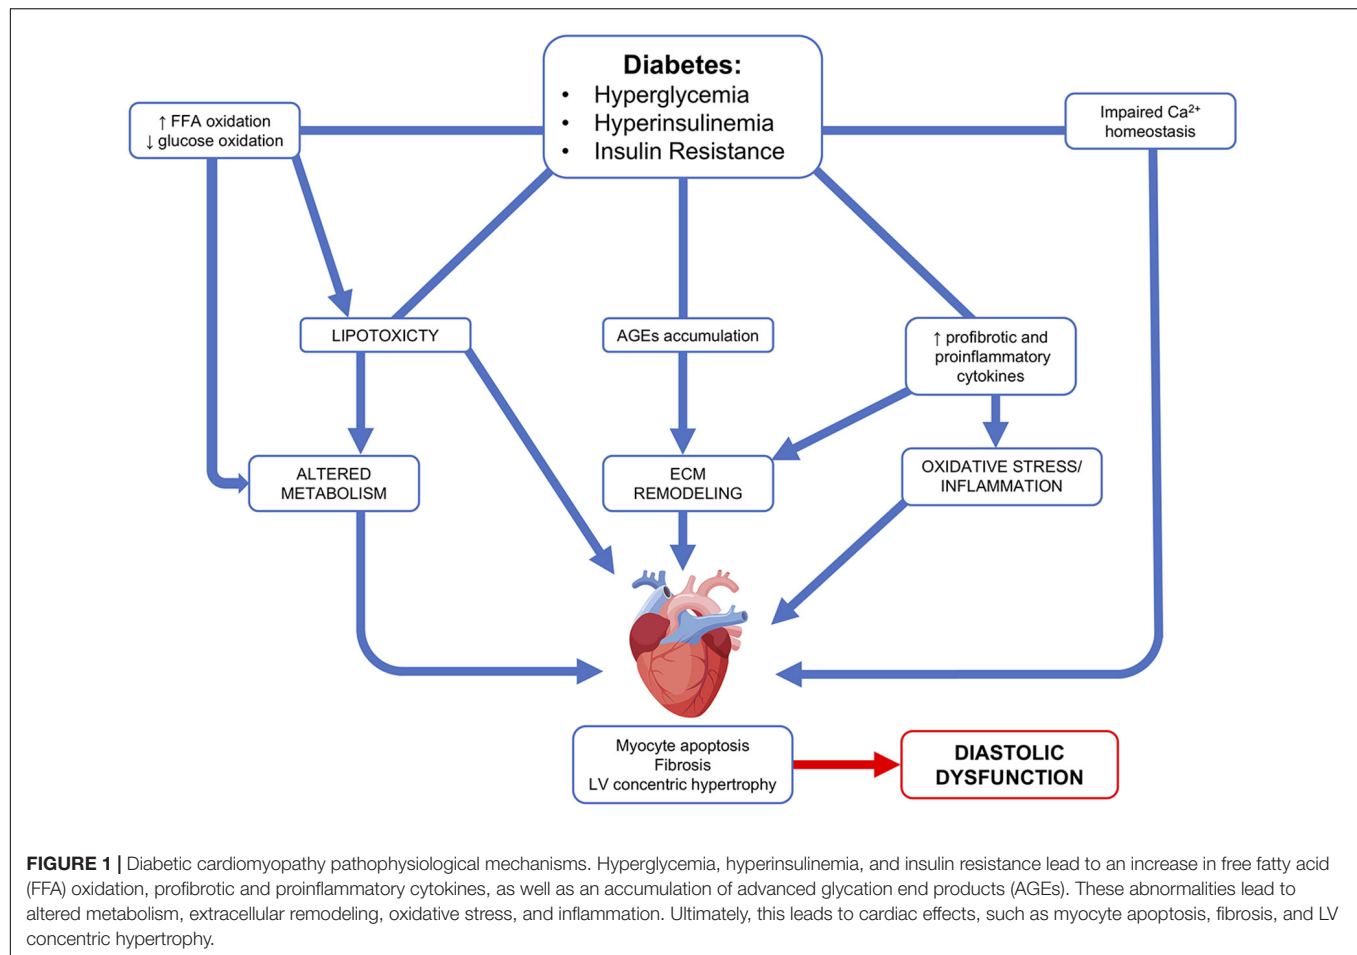 Diabetes:
• Hyperglycemia
• Hyperinsulinemia
• Insulin Resistance
↑ FFA oxidation
↓ glucose oxidation
Impaired Ca²⁺
homeostasis
LIPOTOXICTY
AGEs accumulation
↑ profibrotic and
proinflammatory
cytokines
ALTERED
METABOLISM
ECM
REMODELING
OXIDATIVE STRESS/
INFLAMMATION
Myocyte apoptosis
Fibrosis
LV concentric hypertrophy
DIASTOLIC
DYSFUNCTION
FIGURE 1 | Diabetic cardiomyopathy pathophysiological mechanisms. Hyperglycemia, hyperinsulinemia, and insulin resistance lead to an increase in free fatty acid
(FFA) oxidation, profibrotic and proinflammatory cytokines, as well as an accumulation of advanced glycation end products (AGEs). These abnormalities lead to
altered metabolism, extracellular remodeling, oxidative stress, and inflammation. Ultimately, this leads to cardiac effects, such as myocyte apoptosis, fibrosis, and LV
concentric hypertrophy.